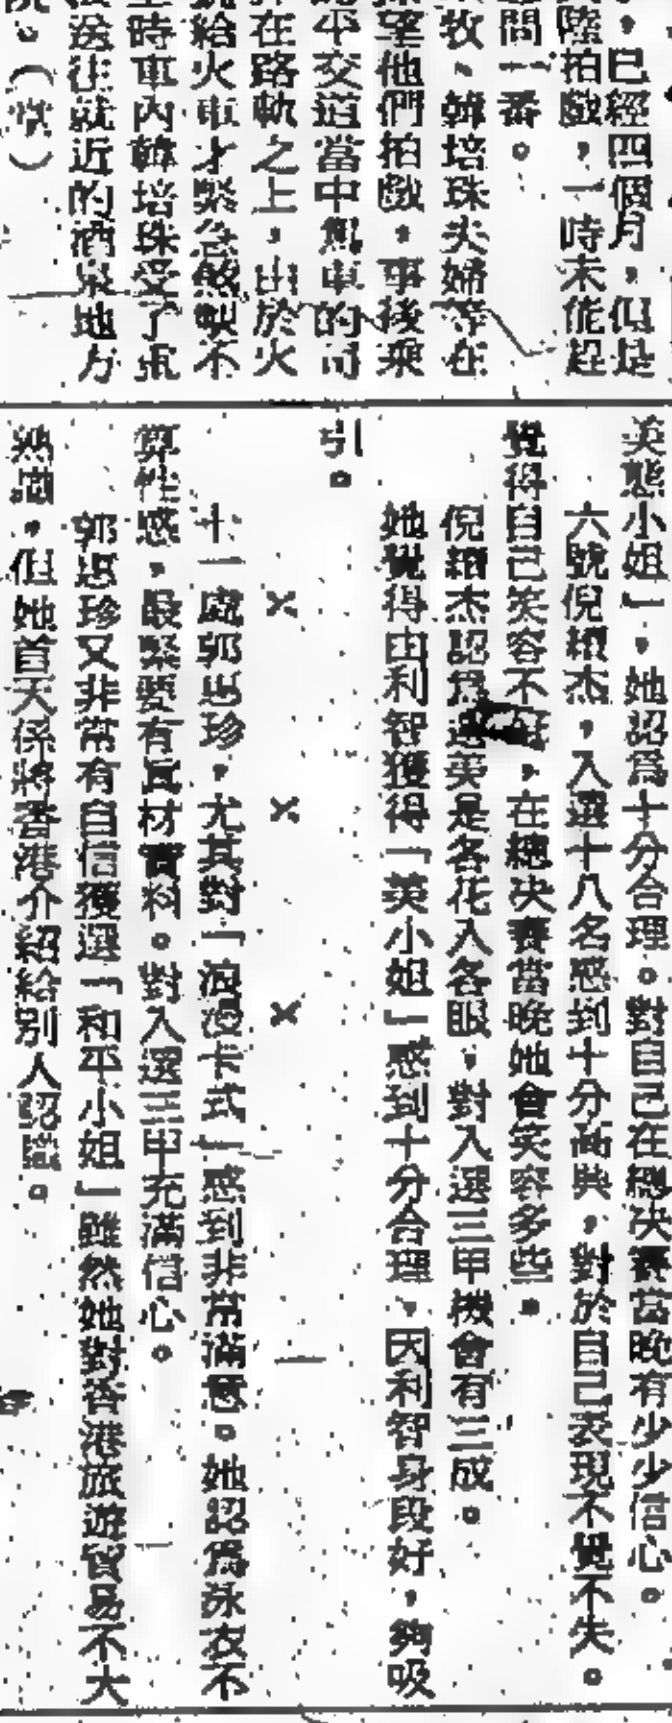 ，已經四個月，但是
陸拍戲，一時未能趕
問一番。
牧、韓培珠夫婦等在
望他們拍戲，事後乘
平交道當中駕車的司
在路軌之上，由於火
給火車才緊急煞掣不
時車內韓培珠受了重
送往就近的酒泉地方
院。（炎）
美態小姐」，她認爲十分合理。對自己在總決賽當晚有少少信心。
六號倪穎杰，入選十八名感到十分高興，對於自己表現不覺不失。
覺得自己笑容不　，在總決賽當晚她會笑容多些。
倪穎杰認爲選美是各花入各眼，對入選三甲機會有三成。
她覺得由利智獲得「美小姐」感到十分合理，因利智身段好，夠吸
引。
×　×　×
十一處郭思珍，尤其對「浪漫卡式」感到非常滿意。她認爲泳衣不
算性感，最緊要有眞材實料。對入選三甲充滿信心。
郭思珍又非常有自信獲選「和平小姐」雖然她對香港旅遊貿易不大
熟識，但她首天係將香港介紹給別人認識。